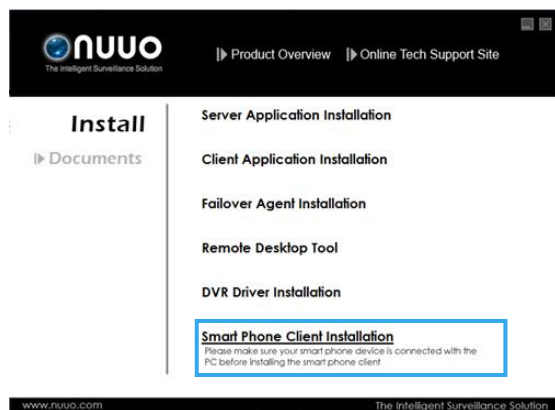 nuuo
The Intelligent Surveillance Solution
Product Overview
Online Tech Support Site
Install
Documents
Server Application Installation
Client Application Installation
Failover Agent Installation
Remote Desktop Tool
DVR Driver Installation
Smart Phone Client Installation
Please make sure your smart phone device is connected with the
PC before installing the smart phone client
www.nuuo.com
The Intelligent Surveillance Solution